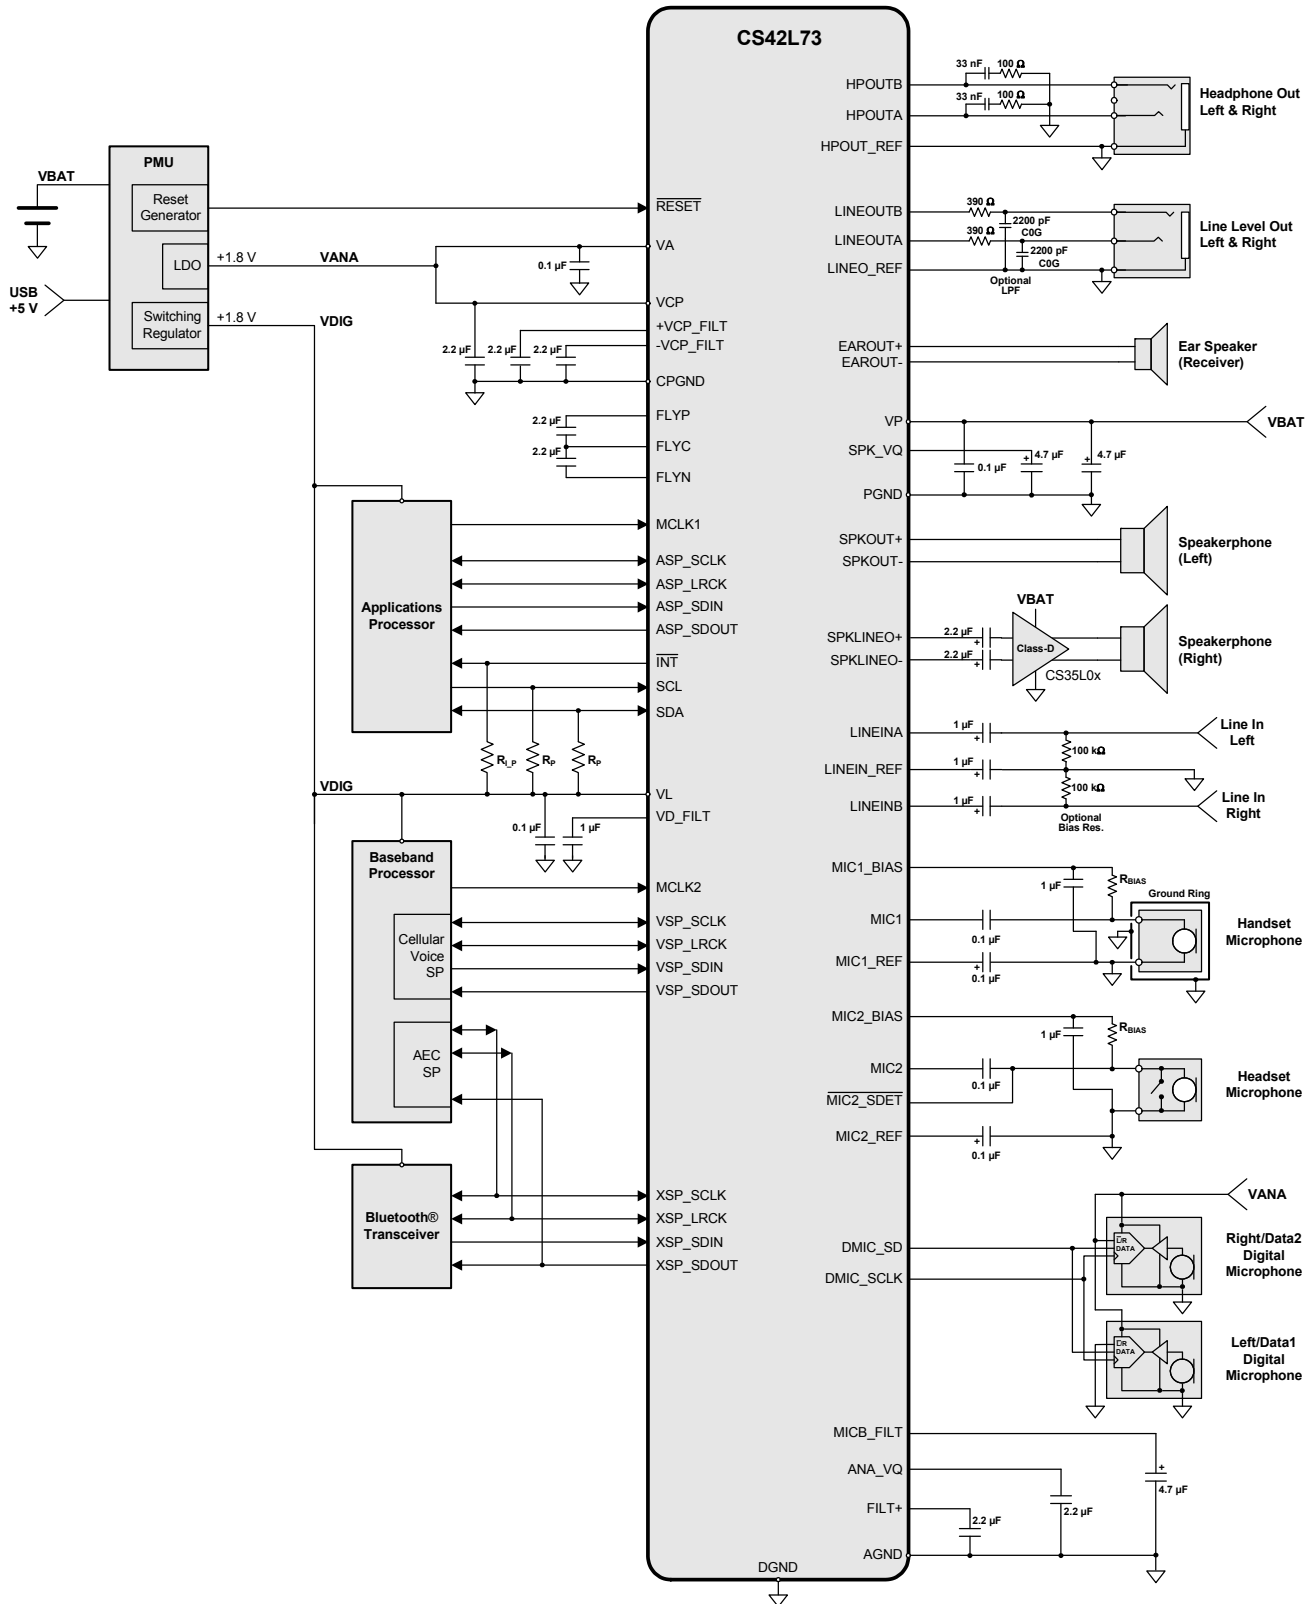 CS42L73
PMU
VBAT
Reset
Generator
LDO
+1.8 V
VANA
USB
+5 V
Switching
Regulator
+1.8 V
VDIG
RESET
VA
0.1 µF
VCP
+VCP_FILT
-VCP_FILT
2.2 µF
2.2 µF
2.2 µF
CPGND
FLYP
2.2 µF
FLYC
2.2 µF
FLYN
Applications
Processor
MCLK1
ASP_SCLK
ASP_LRCK
ASP_SDIN
ASP_SDOUT
INT
SCL
SDA
RI_P
RP
RP
VDIG
VL
VD_FILT
0.1 µF
1 µF
Baseband
Processor
MCLK2
Cellular
Voice
SP
VSP_SCLK
VSP_LRCK
VSP_SDIN
VSP_SDOUT
AEC
SP
Bluetooth®
Transceiver
XSP_SCLK
XSP_LRCK
XSP_SDIN
XSP_SDOUT
DGND
HPOUTB
33 nF
100 Ω
HPOUTA
33 nF
100 Ω
HPOUT_REF
Headphone Out
Left & Right
LINEOUTB
390 Ω
2200 pF
C0G
LINEOUTA
390 Ω
2200 pF
C0G
LINEO_REF
Optional
LPF
Line Level Out
Left & Right
EAROUT+
EAROUT-
Ear Speaker
(Receiver)
VP
VBAT
SPK_VQ
0.1 µF
+
4.7 µF
+
4.7 µF
PGND
SPKOUT+
SPKOUT-
Speakerphone
(Left)
VBAT
SPKLINEO+
2.2 µF
+
SPKLINEO-
2.2 µF
+
Class-D
CS35L0x
Speakerphone
(Right)
LINEINA
1 µF
+
Line In
Left
100 kΩ
LINEIN_REF
1 µF
+
100 kΩ
LINEINB
1 µF
+
Optional
Bias Res.
Line In
Right
MIC1_BIAS
1 µF
RBIAS
Ground Ring
MIC1
0.1 µF
MIC1_REF
+
0.1 µF
Handset
Microphone
MIC2_BIAS
1 µF
RBIAS
MIC2
0.1 µF
MIC2_SDET
MIC2_REF
+
0.1 µF
Headset
Microphone
VANA
DMIC_SD
DMIC_SCLK
L/R
DATA
Right/Data2
Digital
Microphone
L/R
DATA
Left/Data1
Digital
Microphone
MICB_FILT
+
4.7 µF
ANA_VQ
2.2 µF
FILT+
2.2 µF
AGND